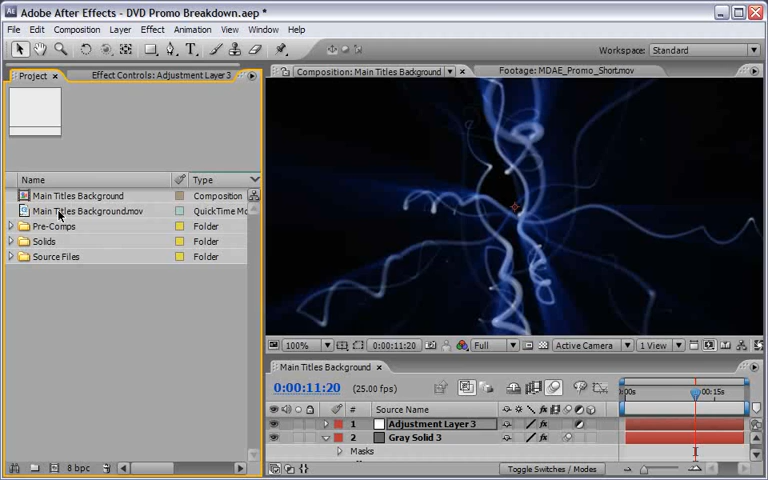 Adobe After Effects - DVD Promo Breakdown.aep *
File Edit Composition Layer Effect Animation View Window Help
Workspace: Standard
Project × Effect Controls: Adjustment Layer 3
Composition: Main Titles Background × Footage: MDAE_Promo_Short.mov
Name Type
Main Titles Background Composition
Main Titles Background.mov QuickTime Mo
Pre-Comps Folder
Solids Folder
Source Files Folder
100% 0:00:11:20 Full Active Camera 1 View
Main Titles Background ×
0:00:11:20 (25.00 fps) 00:15s
# Source Name
1 Adjustment Layer 3
2 Gray Solid 3
Masks
8 bpc Toggle Switches / Modes